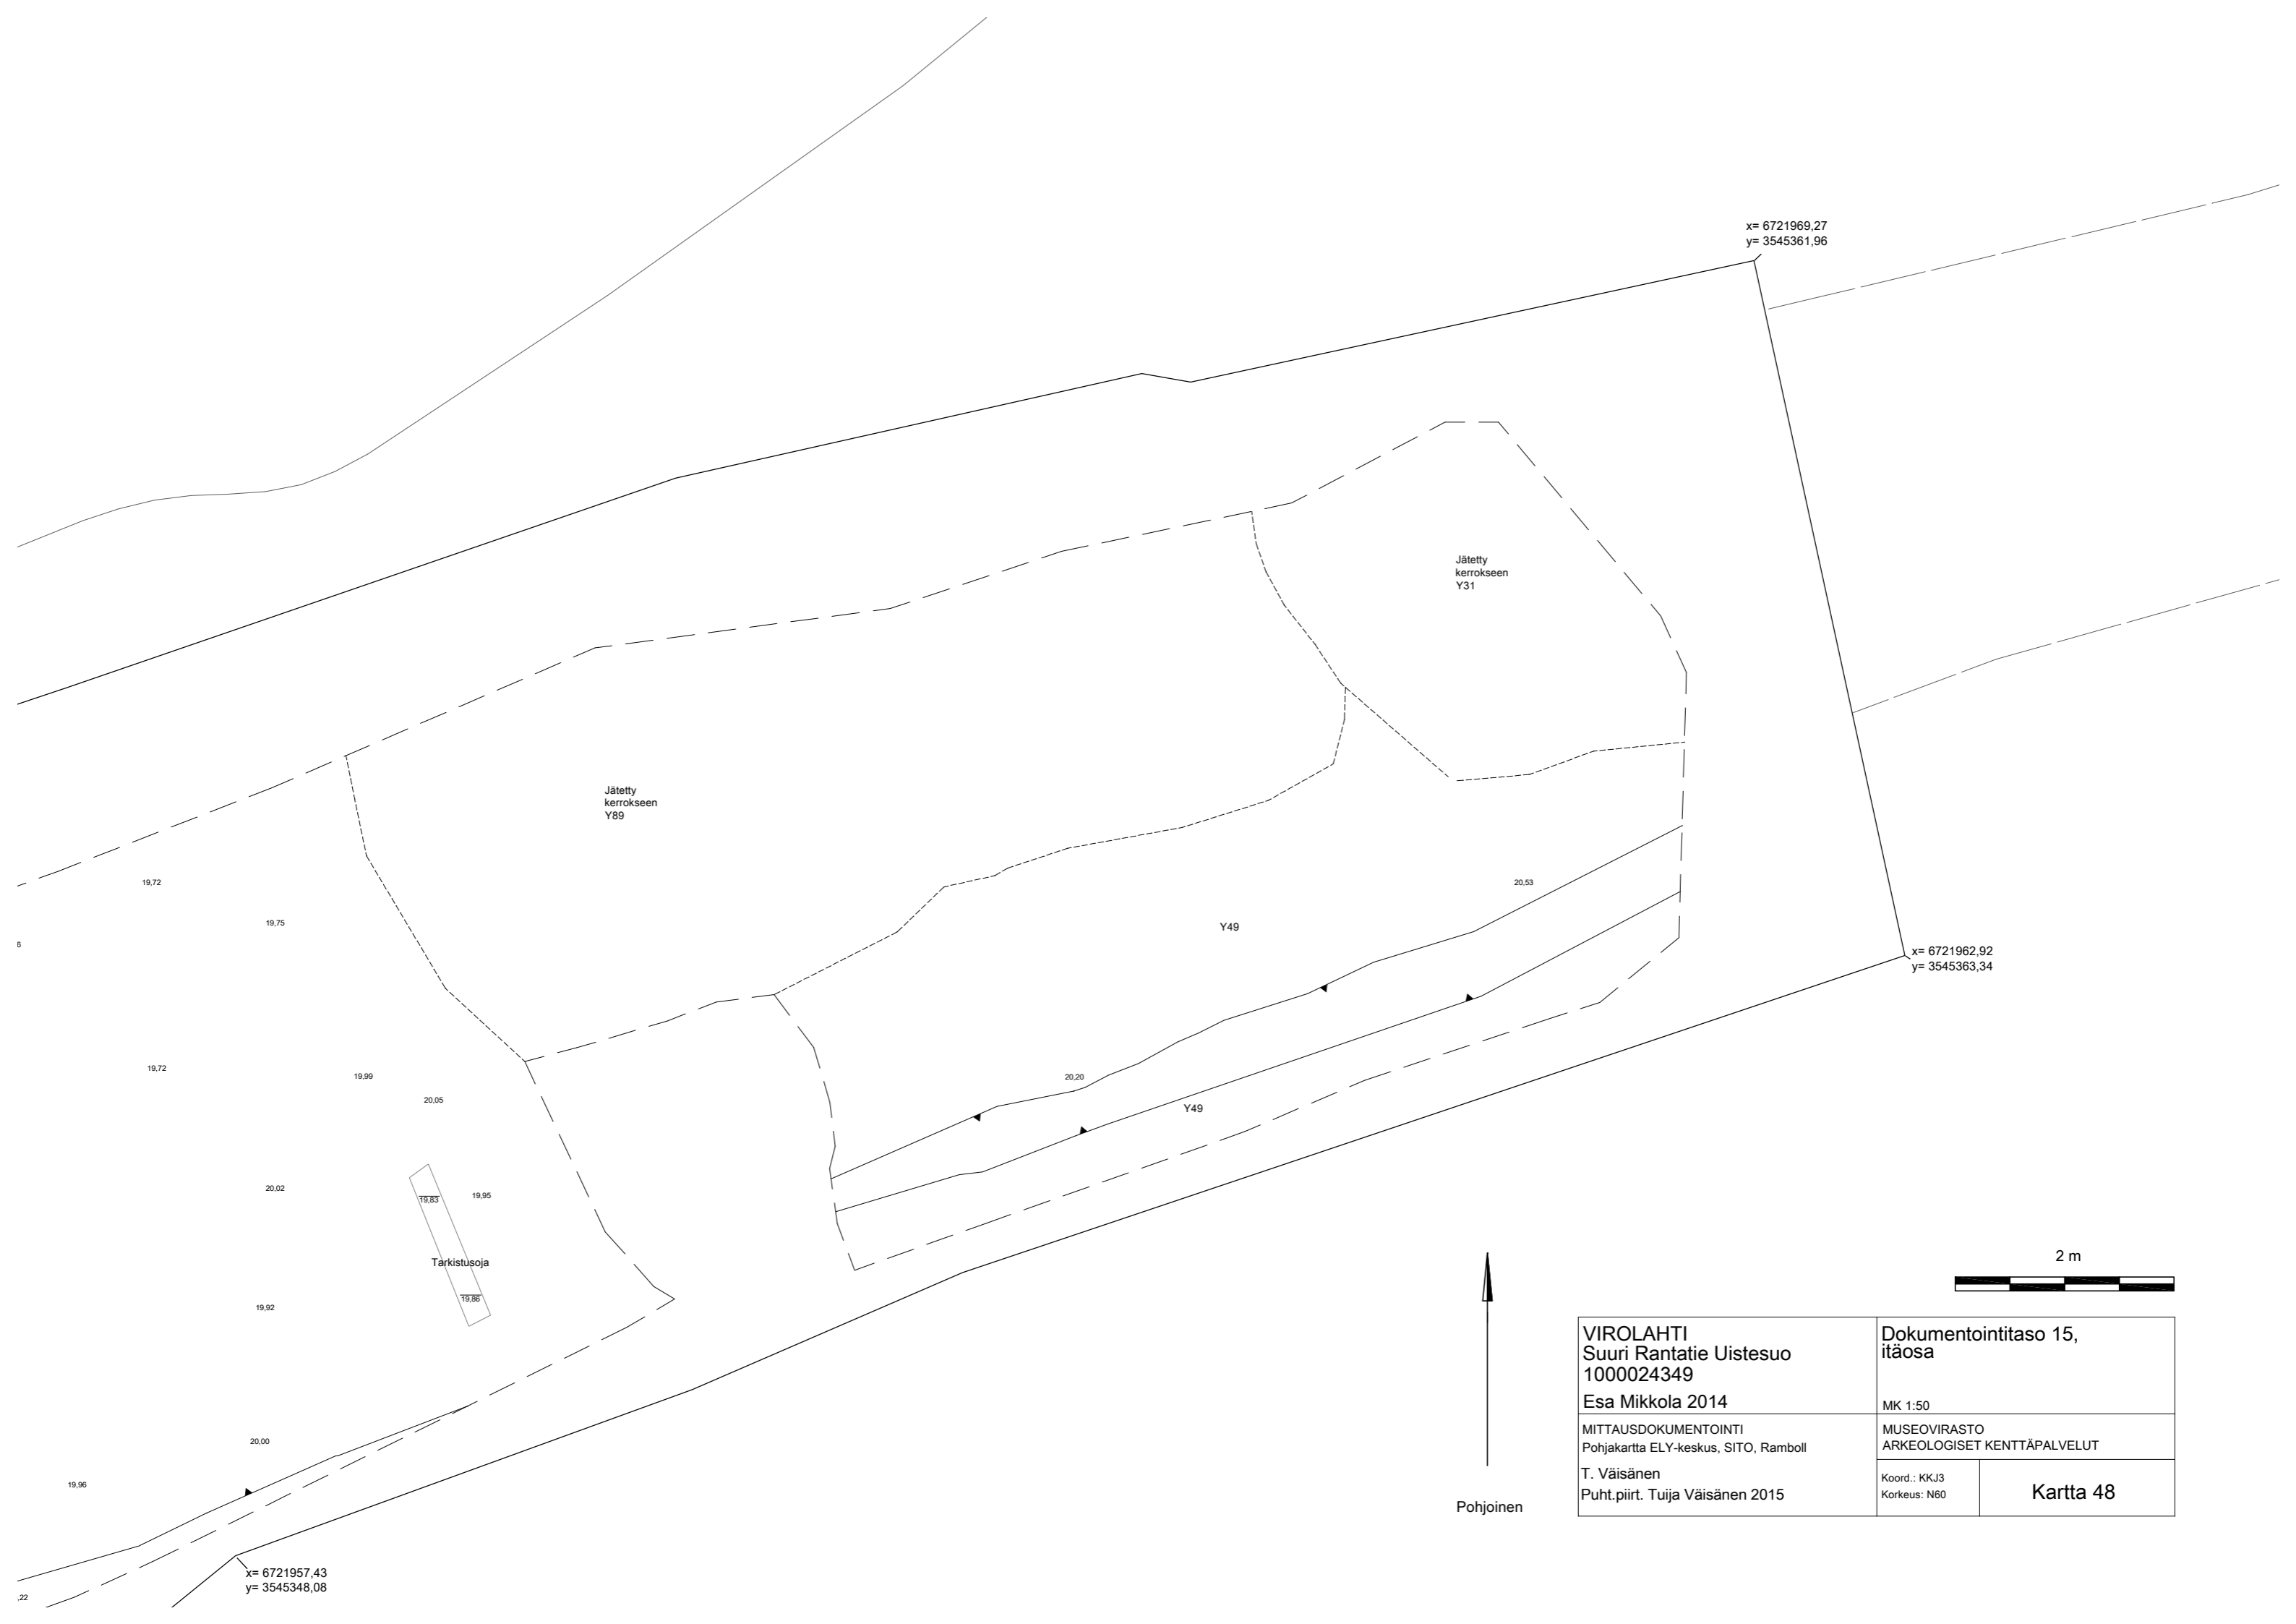 x= 6721969,27
y= 3545361,96
Jätetty
kerrokseen
Y31
Jätetty
kerrokseen
Y89
19,72
20,53
19,75
Y49
6
x= 6721962,92
y= 3545363,34
19,72
19,99
20,20
20,05
Y49
20,02
19,83
19,95
Tarkistusoja
19,86
19,92
20,00
19,96
,22
x= 6721957,43
y= 3545348,08
Pohjoinen
2 m
VIROLAHTI
Suuri Rantatie Uistesuo
1000024349
Esa Mikkola 2014
Dokumentointitaso 15,
itäosa
MK 1:50
MITTAUSDOKUMENTOINTI
Pohjakartta ELY-keskus, SITO, Ramboll
T. Väisänen
Puht.piirt. Tuija Väisänen 2015
MUSEOVIRASTO
ARKEOLOGISET KENTTÄPALVELUT
Koord.: KKJ3
Korkeus: N60
Kartta 48